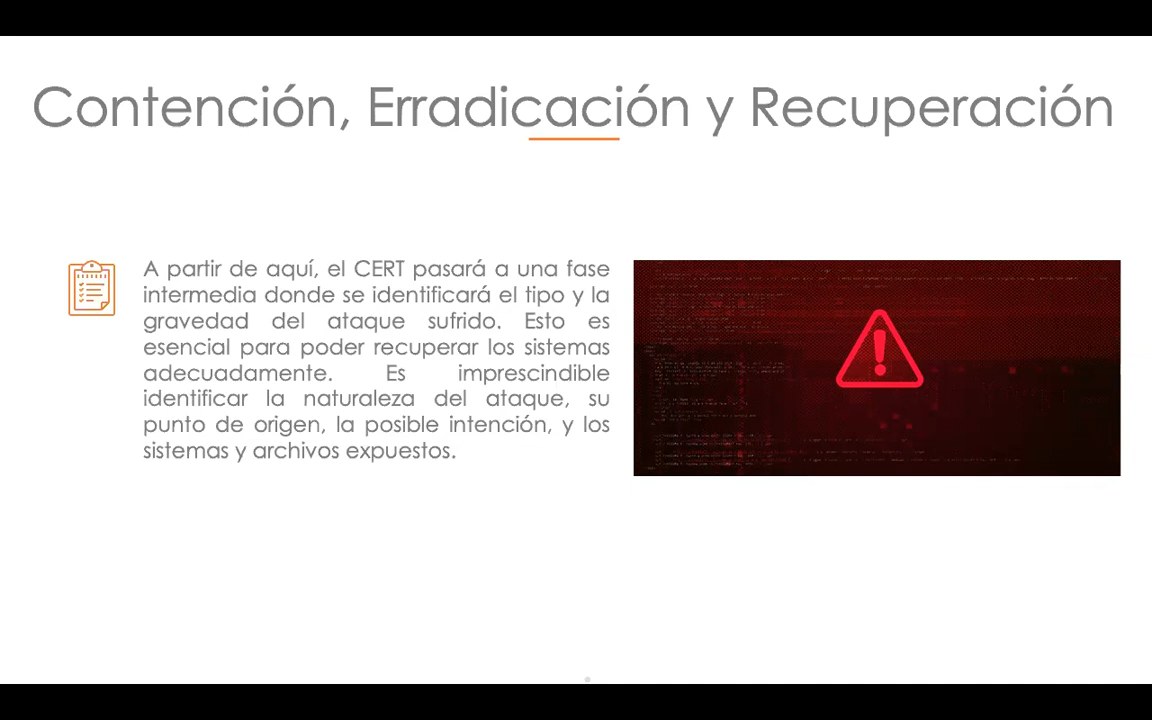 Contención, Erradicación y Recuperación
A partir de aquí, el CERT pasará a una fase
intermedia donde se identificará el tipo y la
gravedad del ataque sufrido. Esto es
esencial para poder recuperar los sistemas
adecuadamente. Es imprescindible
identificar la naturaleza del ataque, su
punto de origen, la posible intención, y los
sistemas y archivos expuestos.